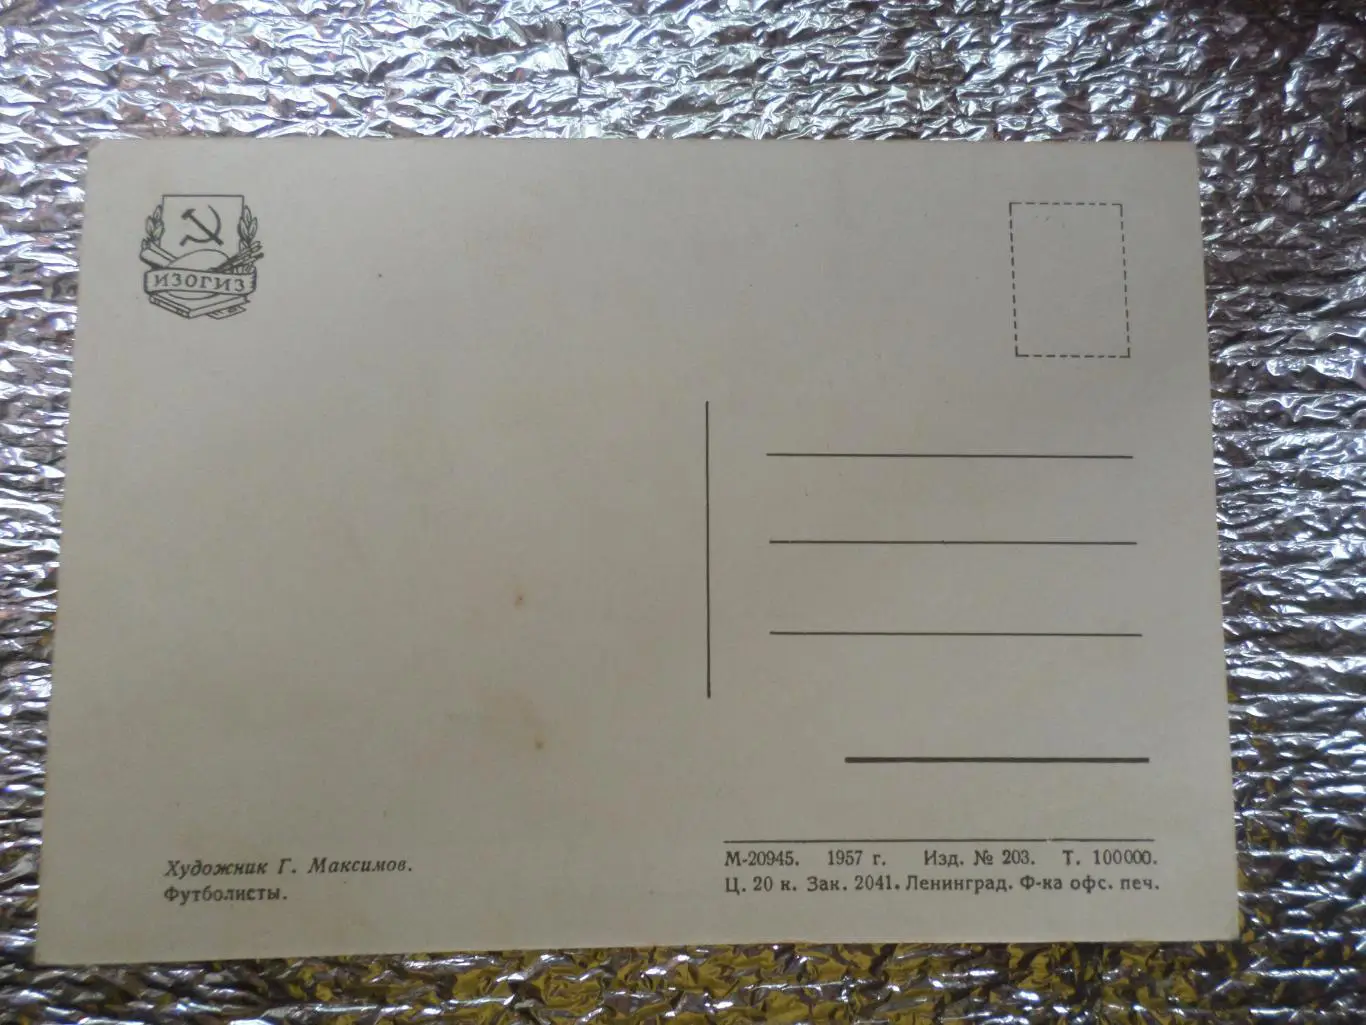 ИЗОГИЗ
Художник Г. Максимов.
Футболисты.
М-20945. 1957 г. Изд. № 203. Т. 100000.
Ц. 20 к. Зак. 2041. Ленинград. Ф-ка офс. печ.